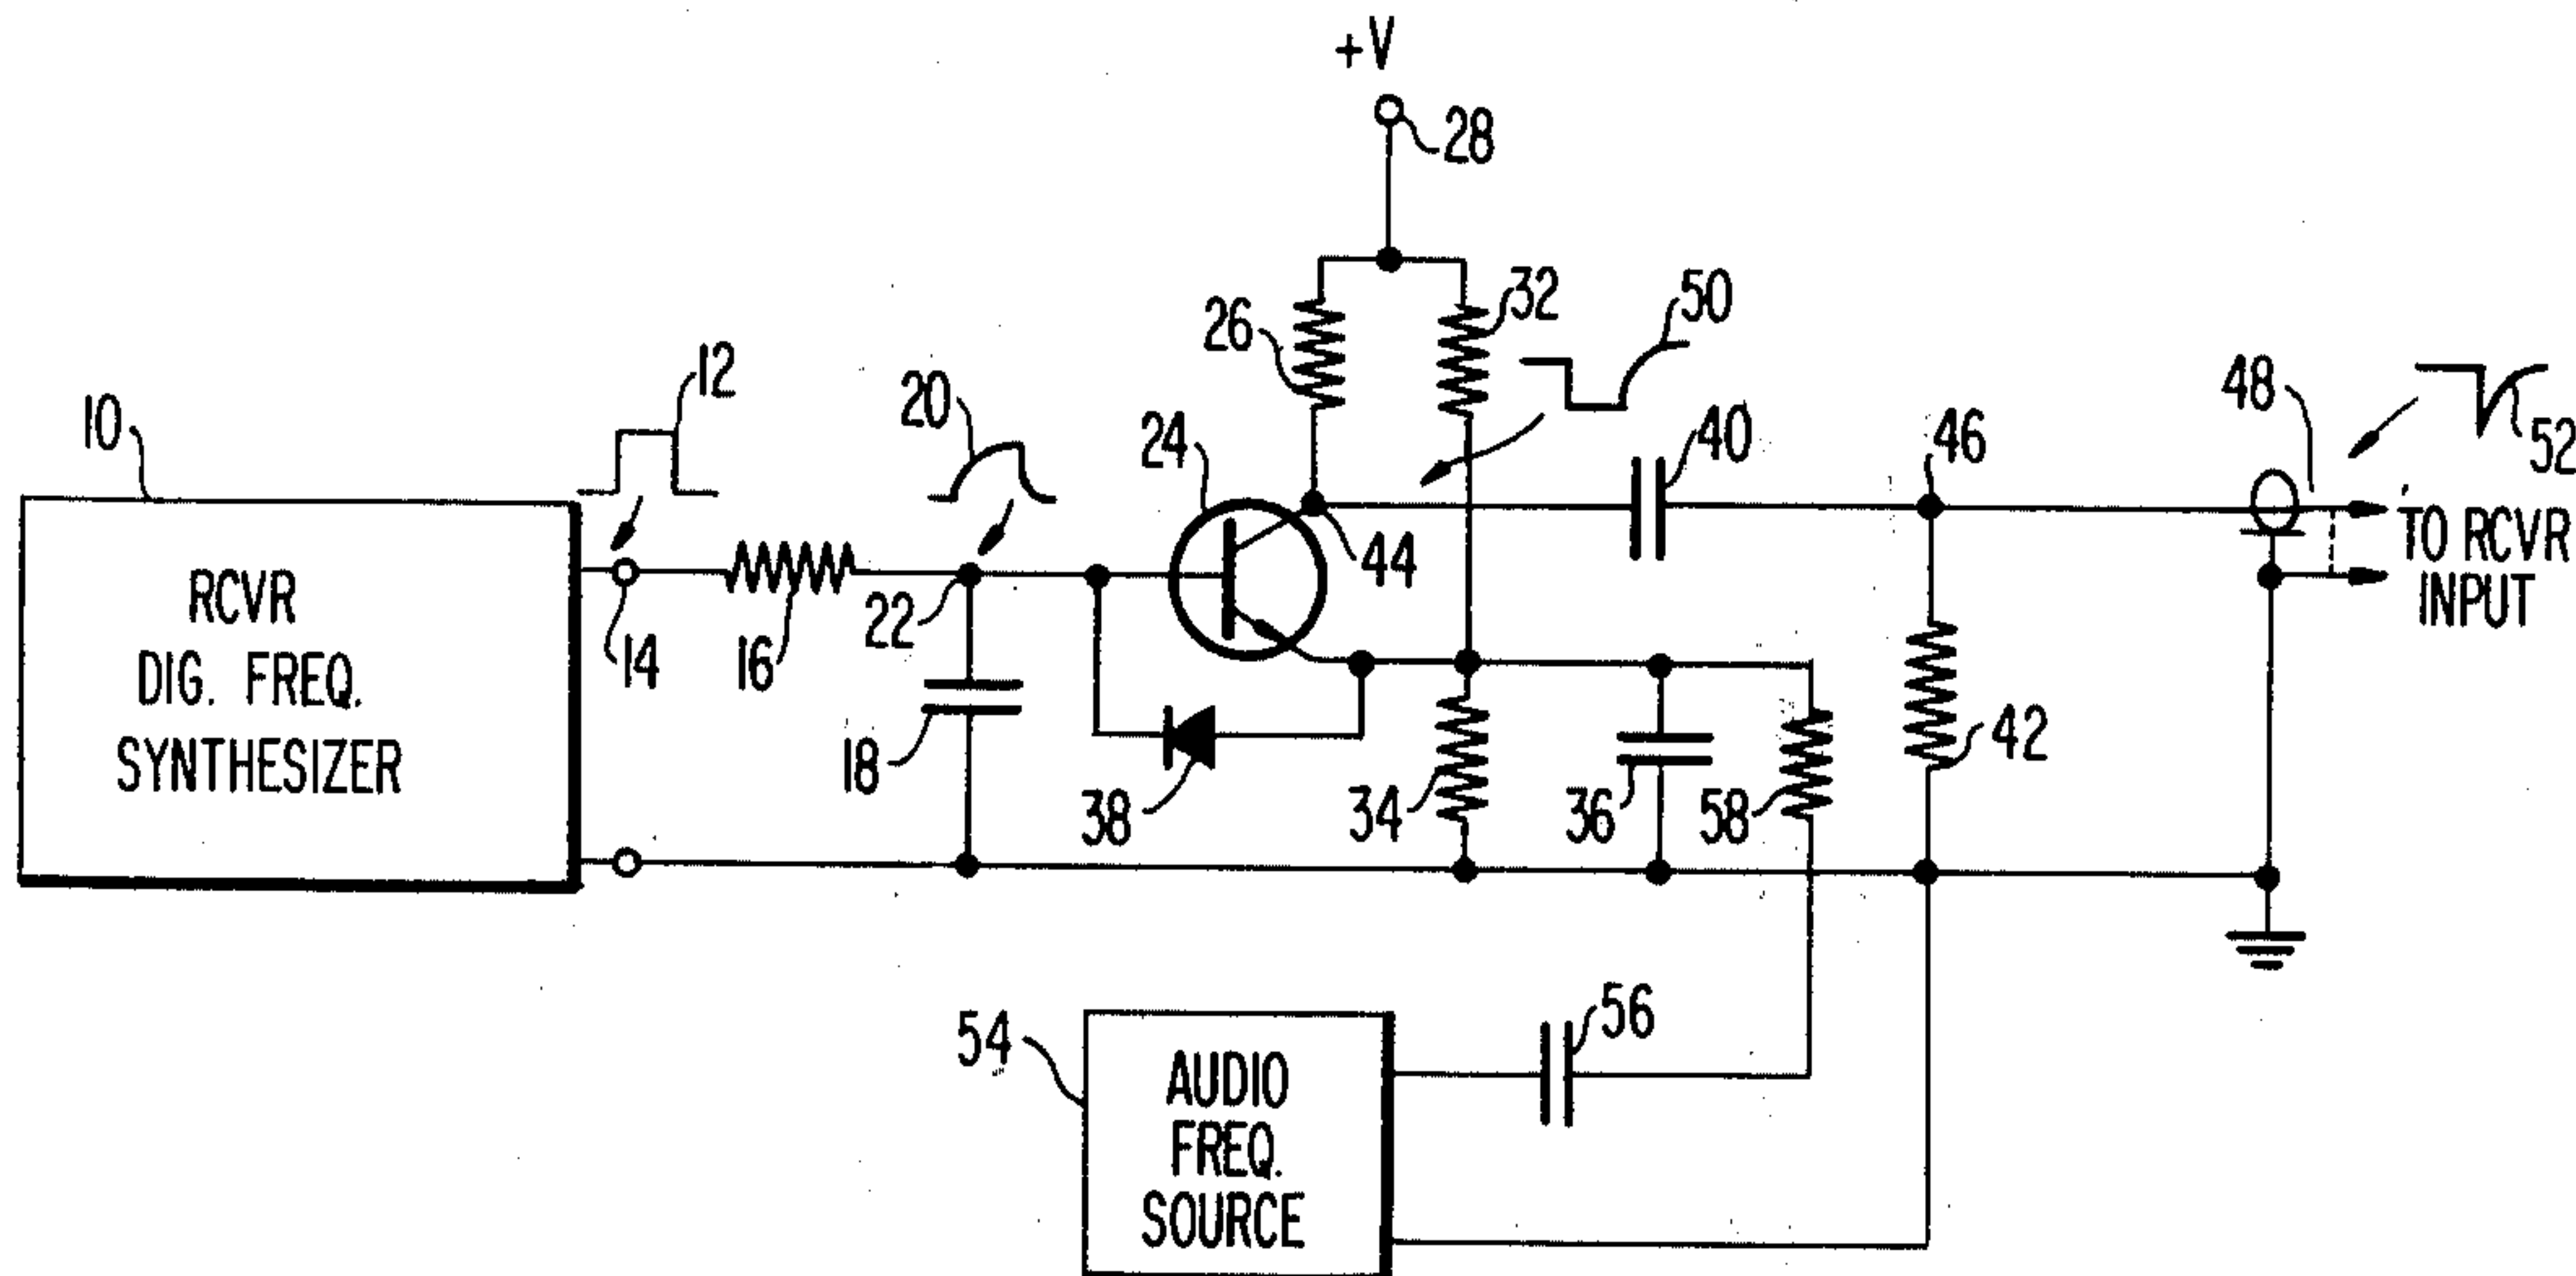 +V
28
32
50
26
12
20
10
24
40
46
48
52
RCVR
DIG. FREQ.
SYNTHESIZER
14
16
22
44
TO RCVR
INPUT
18
38
34
36
58
42
54
AUDIO
FREQ.
SOURCE
56